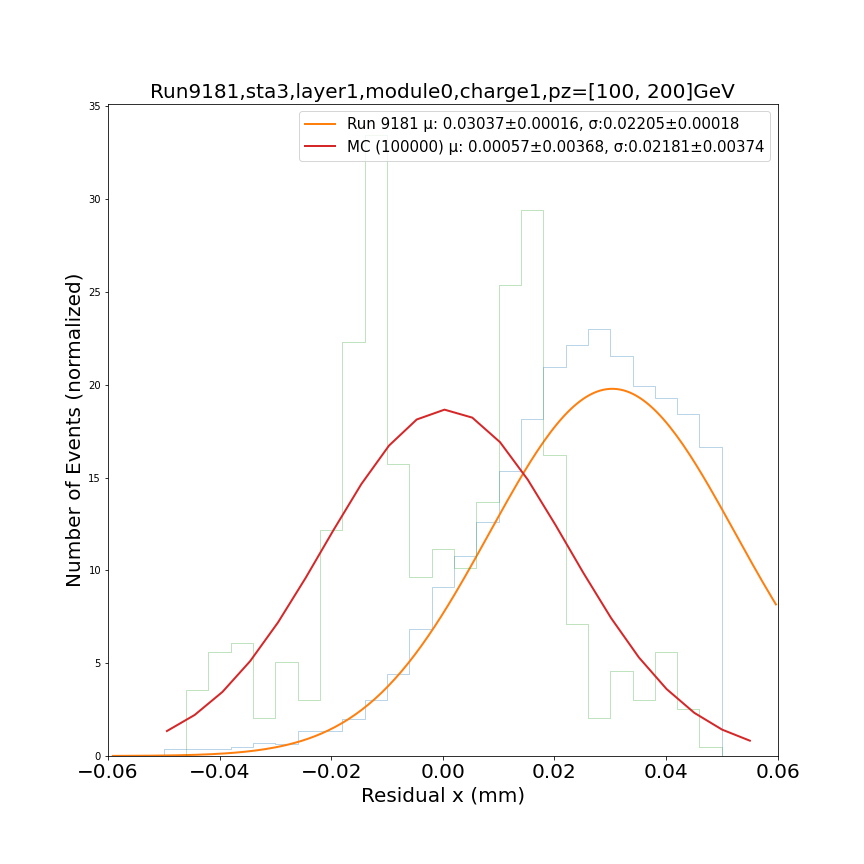 Run9181,sta3,layer1,module0,charge1,pz=[100, 200]GeV
Run 9181 μ: 0.03037±0.00016, σ:0.02205±0.00018
MC (100000) μ: 0.00057±0.00368, σ:0.02181±0.00374
Number of Events (normalized)
35
30
25
20
15
10
5
0
−0.06 −0.04 −0.02 0.00 0.02 0.04 0.06
Residual x (mm)